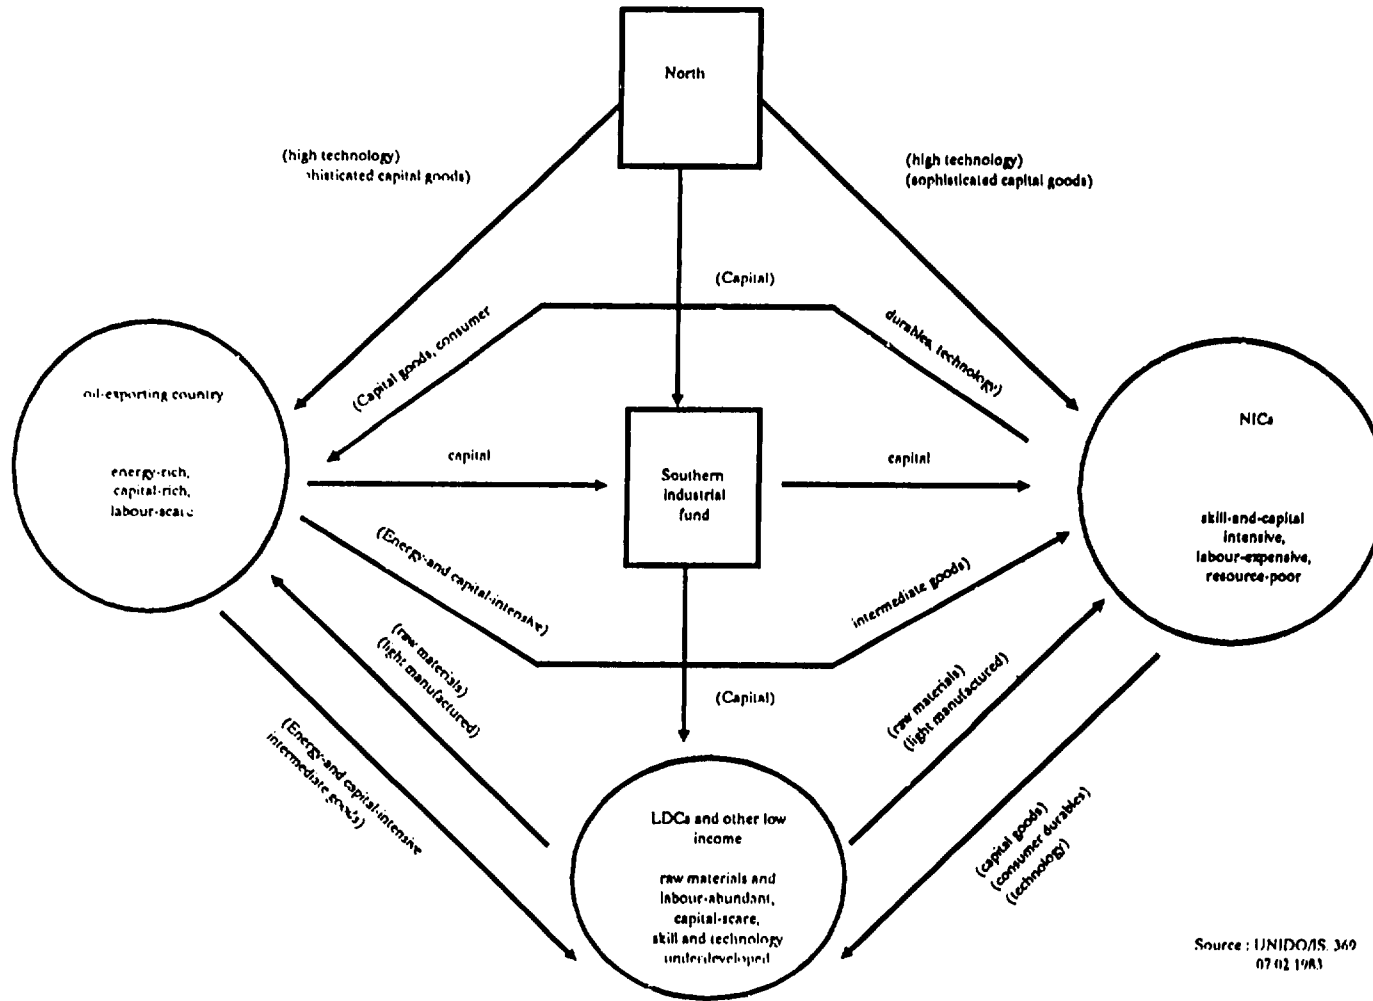 North
(high technology)
phisticated capital goods)
(high technology)
(sophisticated capital goods)
(Capital)
(Capital goods, consumer
durables, technology)
oil-exporting country
energy-rich,
capital-rich,
labour-scarc
capital
Southern
industrial
fund
capital
NICs
skill-and-capital
intensive,
labour-expensive,
resource-poor
(Energy-and capital-intensive)
intermediate goods)
(raw materials)
(light manufactured)
(Capital)
(raw materials)
(light manufactured)
(Energy-and capital-intensive
intermediate goods)
LDCs and other low
income
raw materials and
labour-abundant,
capital-scare,
skill and technology
underdeveloped
(capital goods)
(consumer durables)
(technology)
Source : UNIDO/IS. 369
07 02 1983